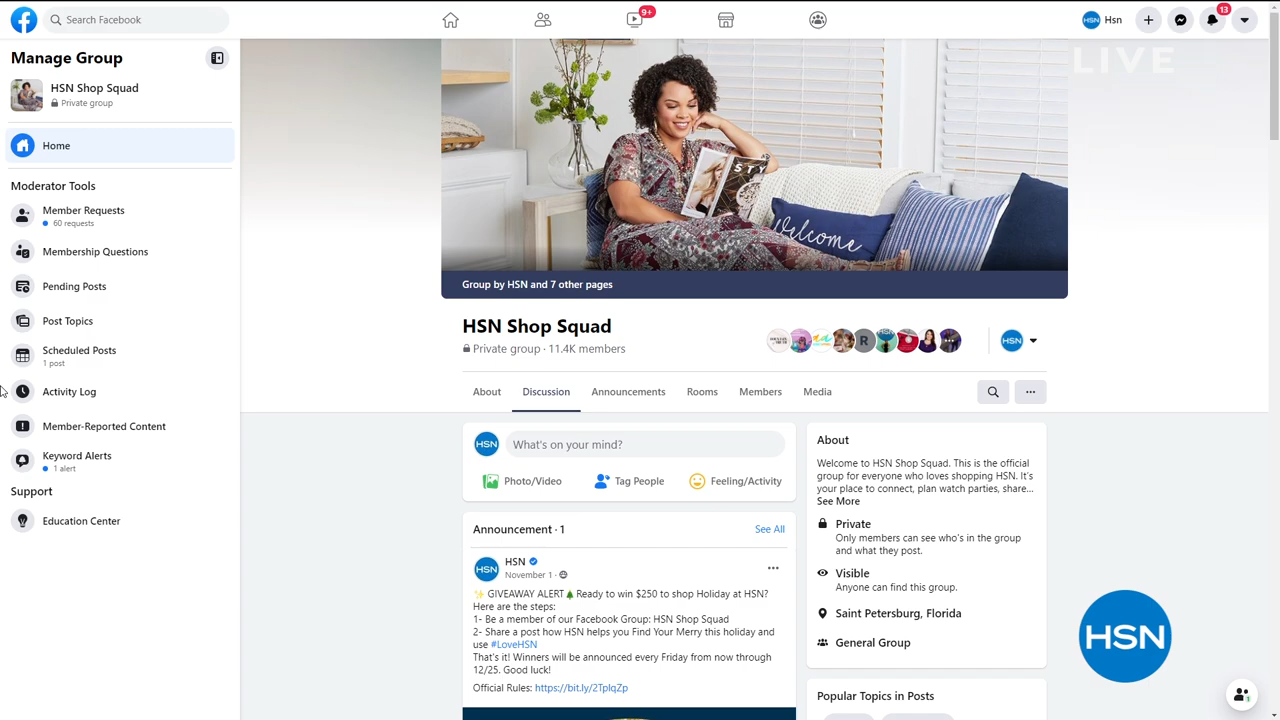 LIVE
Search Facebook
9+
HSN
Hsn
13
Manage Group
HSN Shop Squad
Private group
Home
Moderator Tools
Member Requests
60 requests
Membership Questions
Pending Posts
Post Topics
Scheduled Posts
1 post
Activity Log
Member-Reported Content
Keyword Alerts
1 alert
Support
Education Center
STY
Welcome
Group by HSN and 7 other pages
HSN Shop Squad
Private group · 11.4K members
R
HSN
About
Discussion
Announcements
Rooms
Members
Media
HSN
What's on your mind?
Photo/Video
Tag People
Feeling/Activity
Announcement · 1
See All
HSN
HSN
November 1 ·
✨ GIVEAWAY ALERT🎄 Ready to win $250 to shop Holiday at HSN?
Here are the steps:
1- Be a member of our Facebook Group: HSN Shop Squad
2- Share a post how HSN helps you Find Your Merry this holiday and
use #LoveHSN
That's it! Winners will be announced every Friday from now through
12/25. Good luck!
Official Rules: https://bit.ly/2TplqZp
About
Welcome to HSN Shop Squad. This is the official
group for everyone who loves shopping HSN. It's
your place to connect, plan watch parties, share...
See More
Private
Only members can see who's in the group
and what they post.
Visible
Anyone can find this group.
Saint Petersburg, Florida
General Group
Popular Topics in Posts
HSN